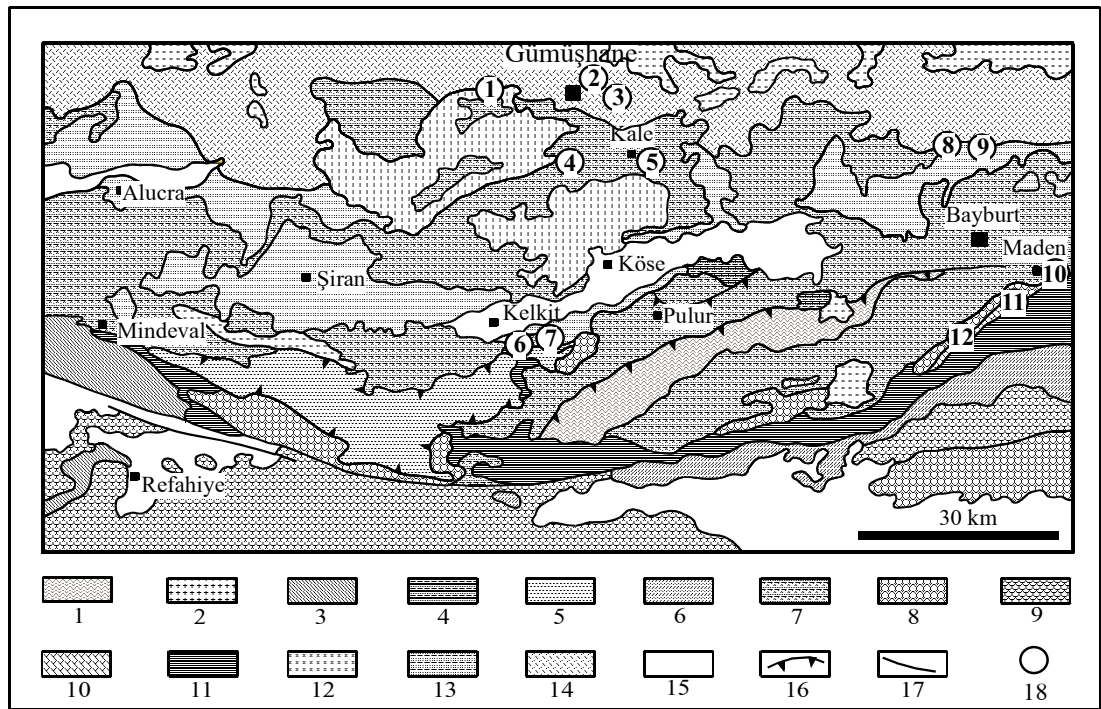 Gümüşhane
1
2
3
Kale
4
5
8
9
Alucra
Bayburt
Maden
Şiran
Köse
10
11
Kelkit
Pulur
Mindeval
6
7
12
Refahiye
30 km
1 2 3 4 5 6 7 8 9
10 11 12 13 14 15 16 17 18